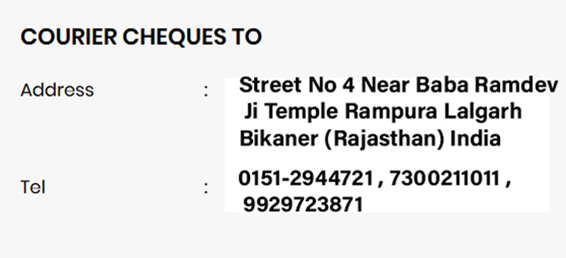 COURIER CHEQUES TO
Address : Street No 4 Near Baba Ramdev
Ji Temple Rampura Lalgarh
Bikaner (Rajasthan) India
Tel : 0151-2944721 , 7300211011 ,
9929723871